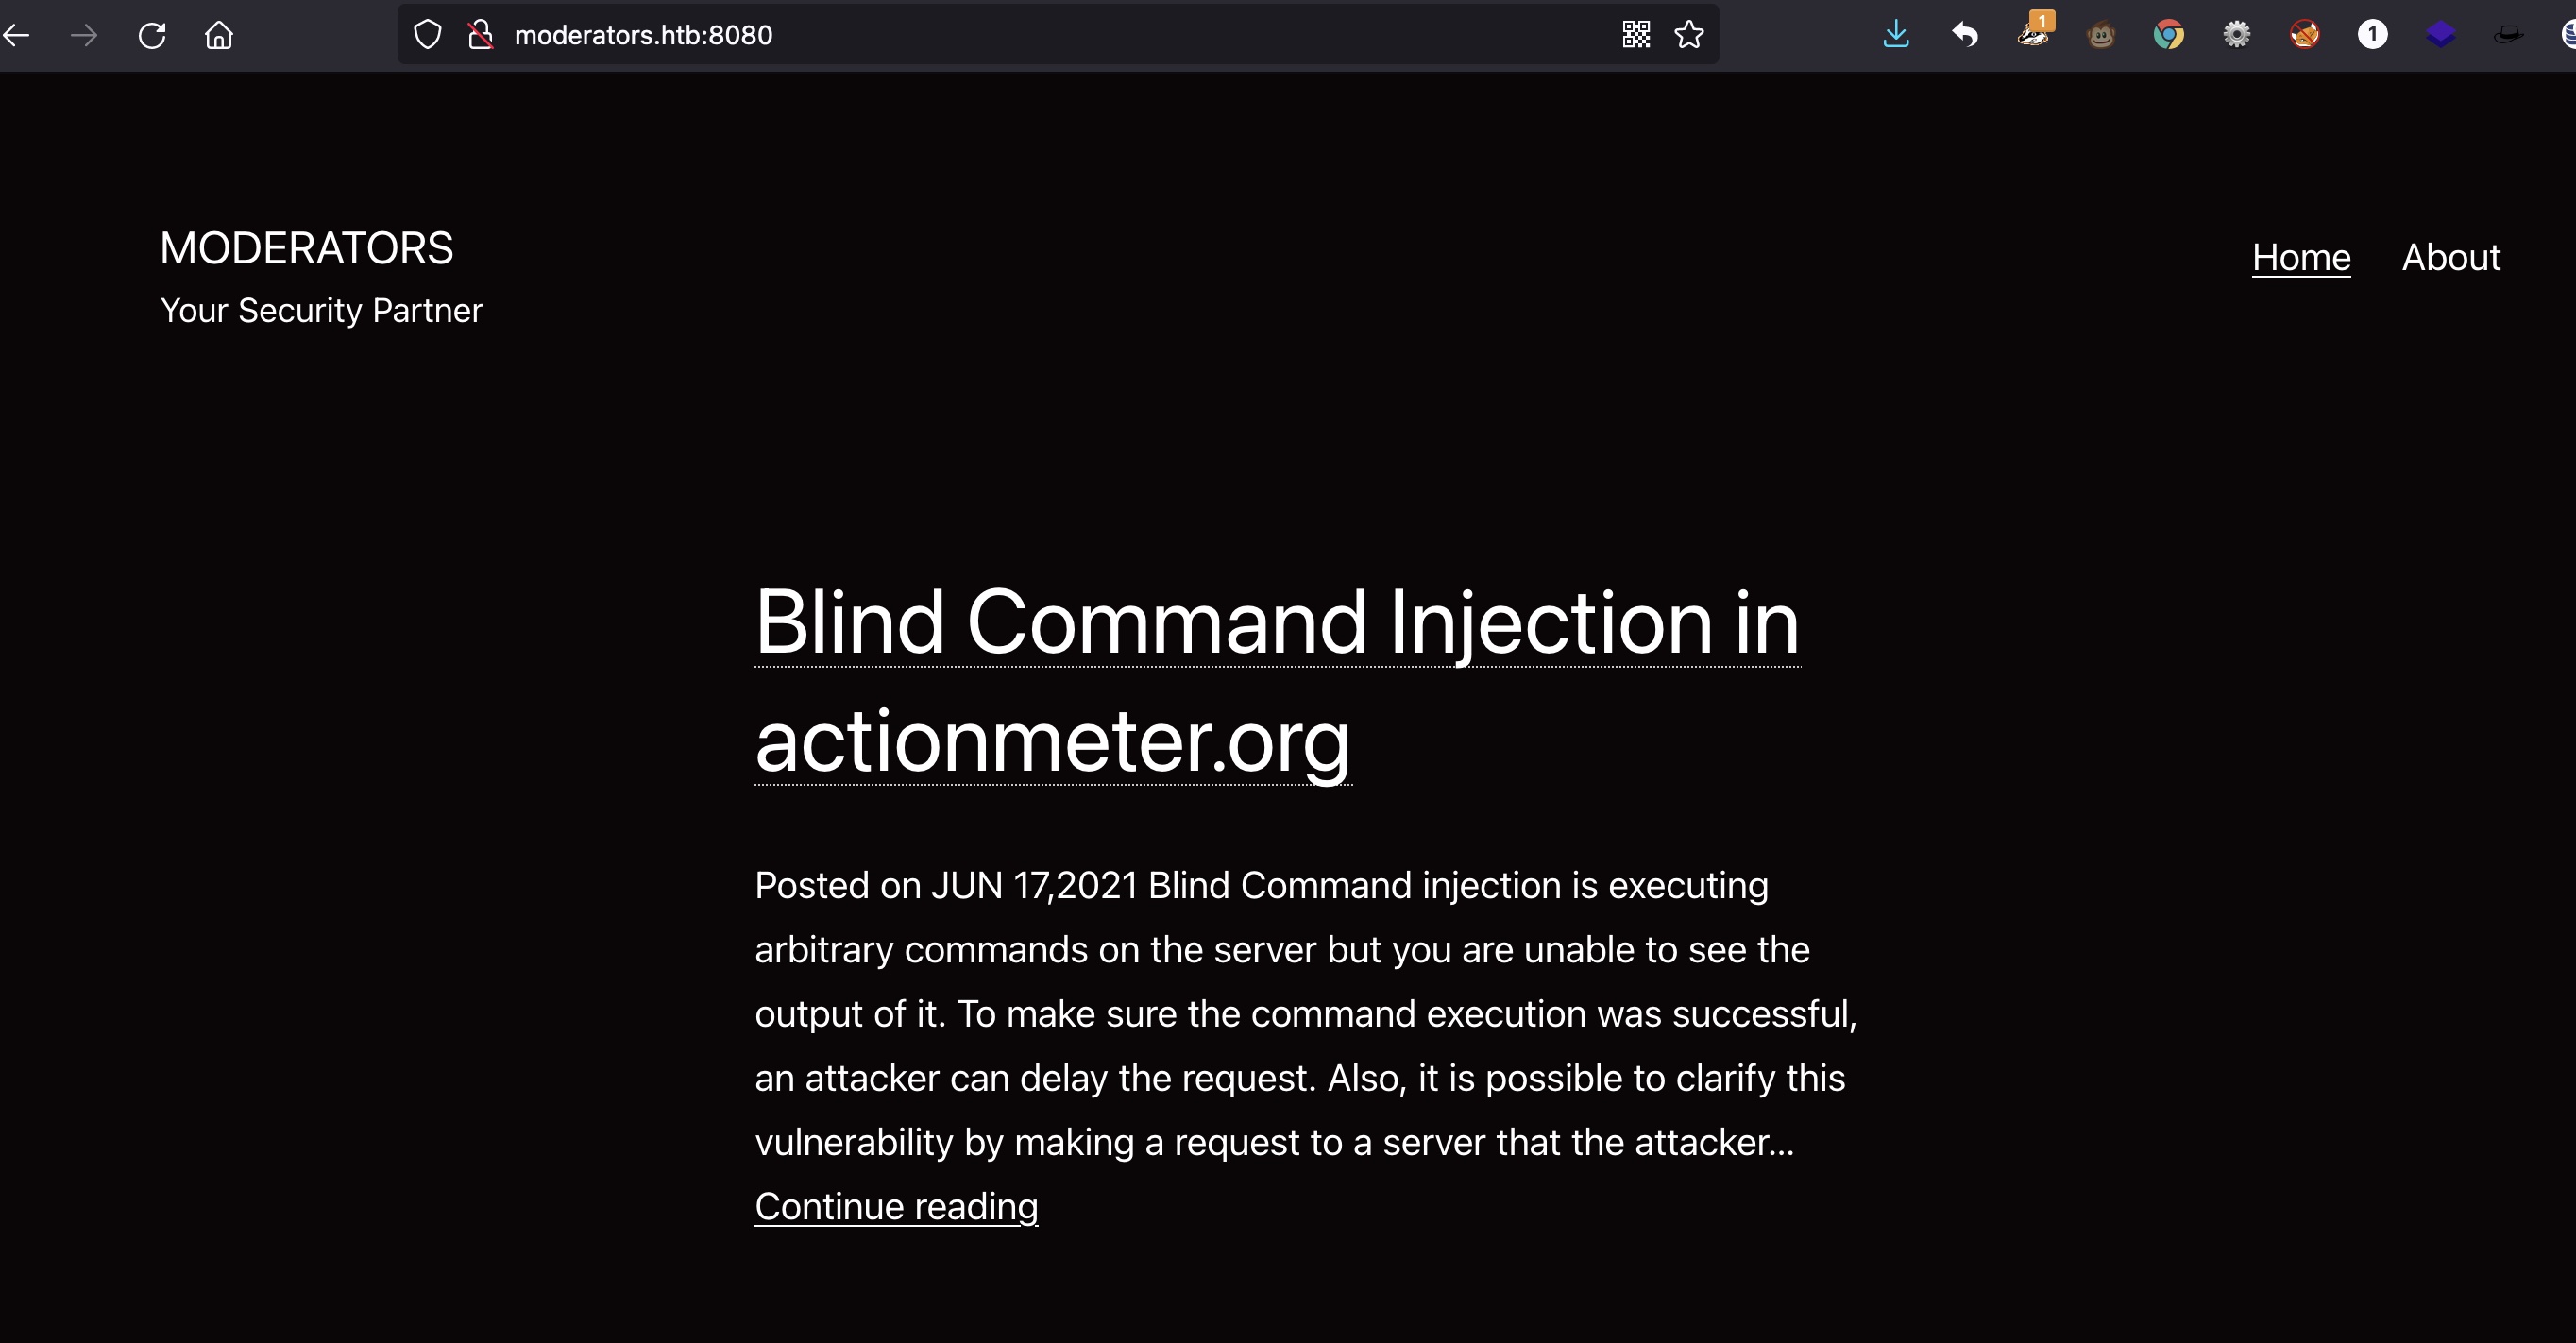 moderators.htb:8080
1
1
MODERATORS
Your Security Partner
Home
About
Blind Command Injection in
actionmeter.org
Posted on JUN 17,2021 Blind Command injection is executing
arbitrary commands on the server but you are unable to see the
output of it. To make sure the command execution was successful,
an attacker can delay the request. Also, it is possible to clarify this
vulnerability by making a request to a server that the attacker…
Continue reading